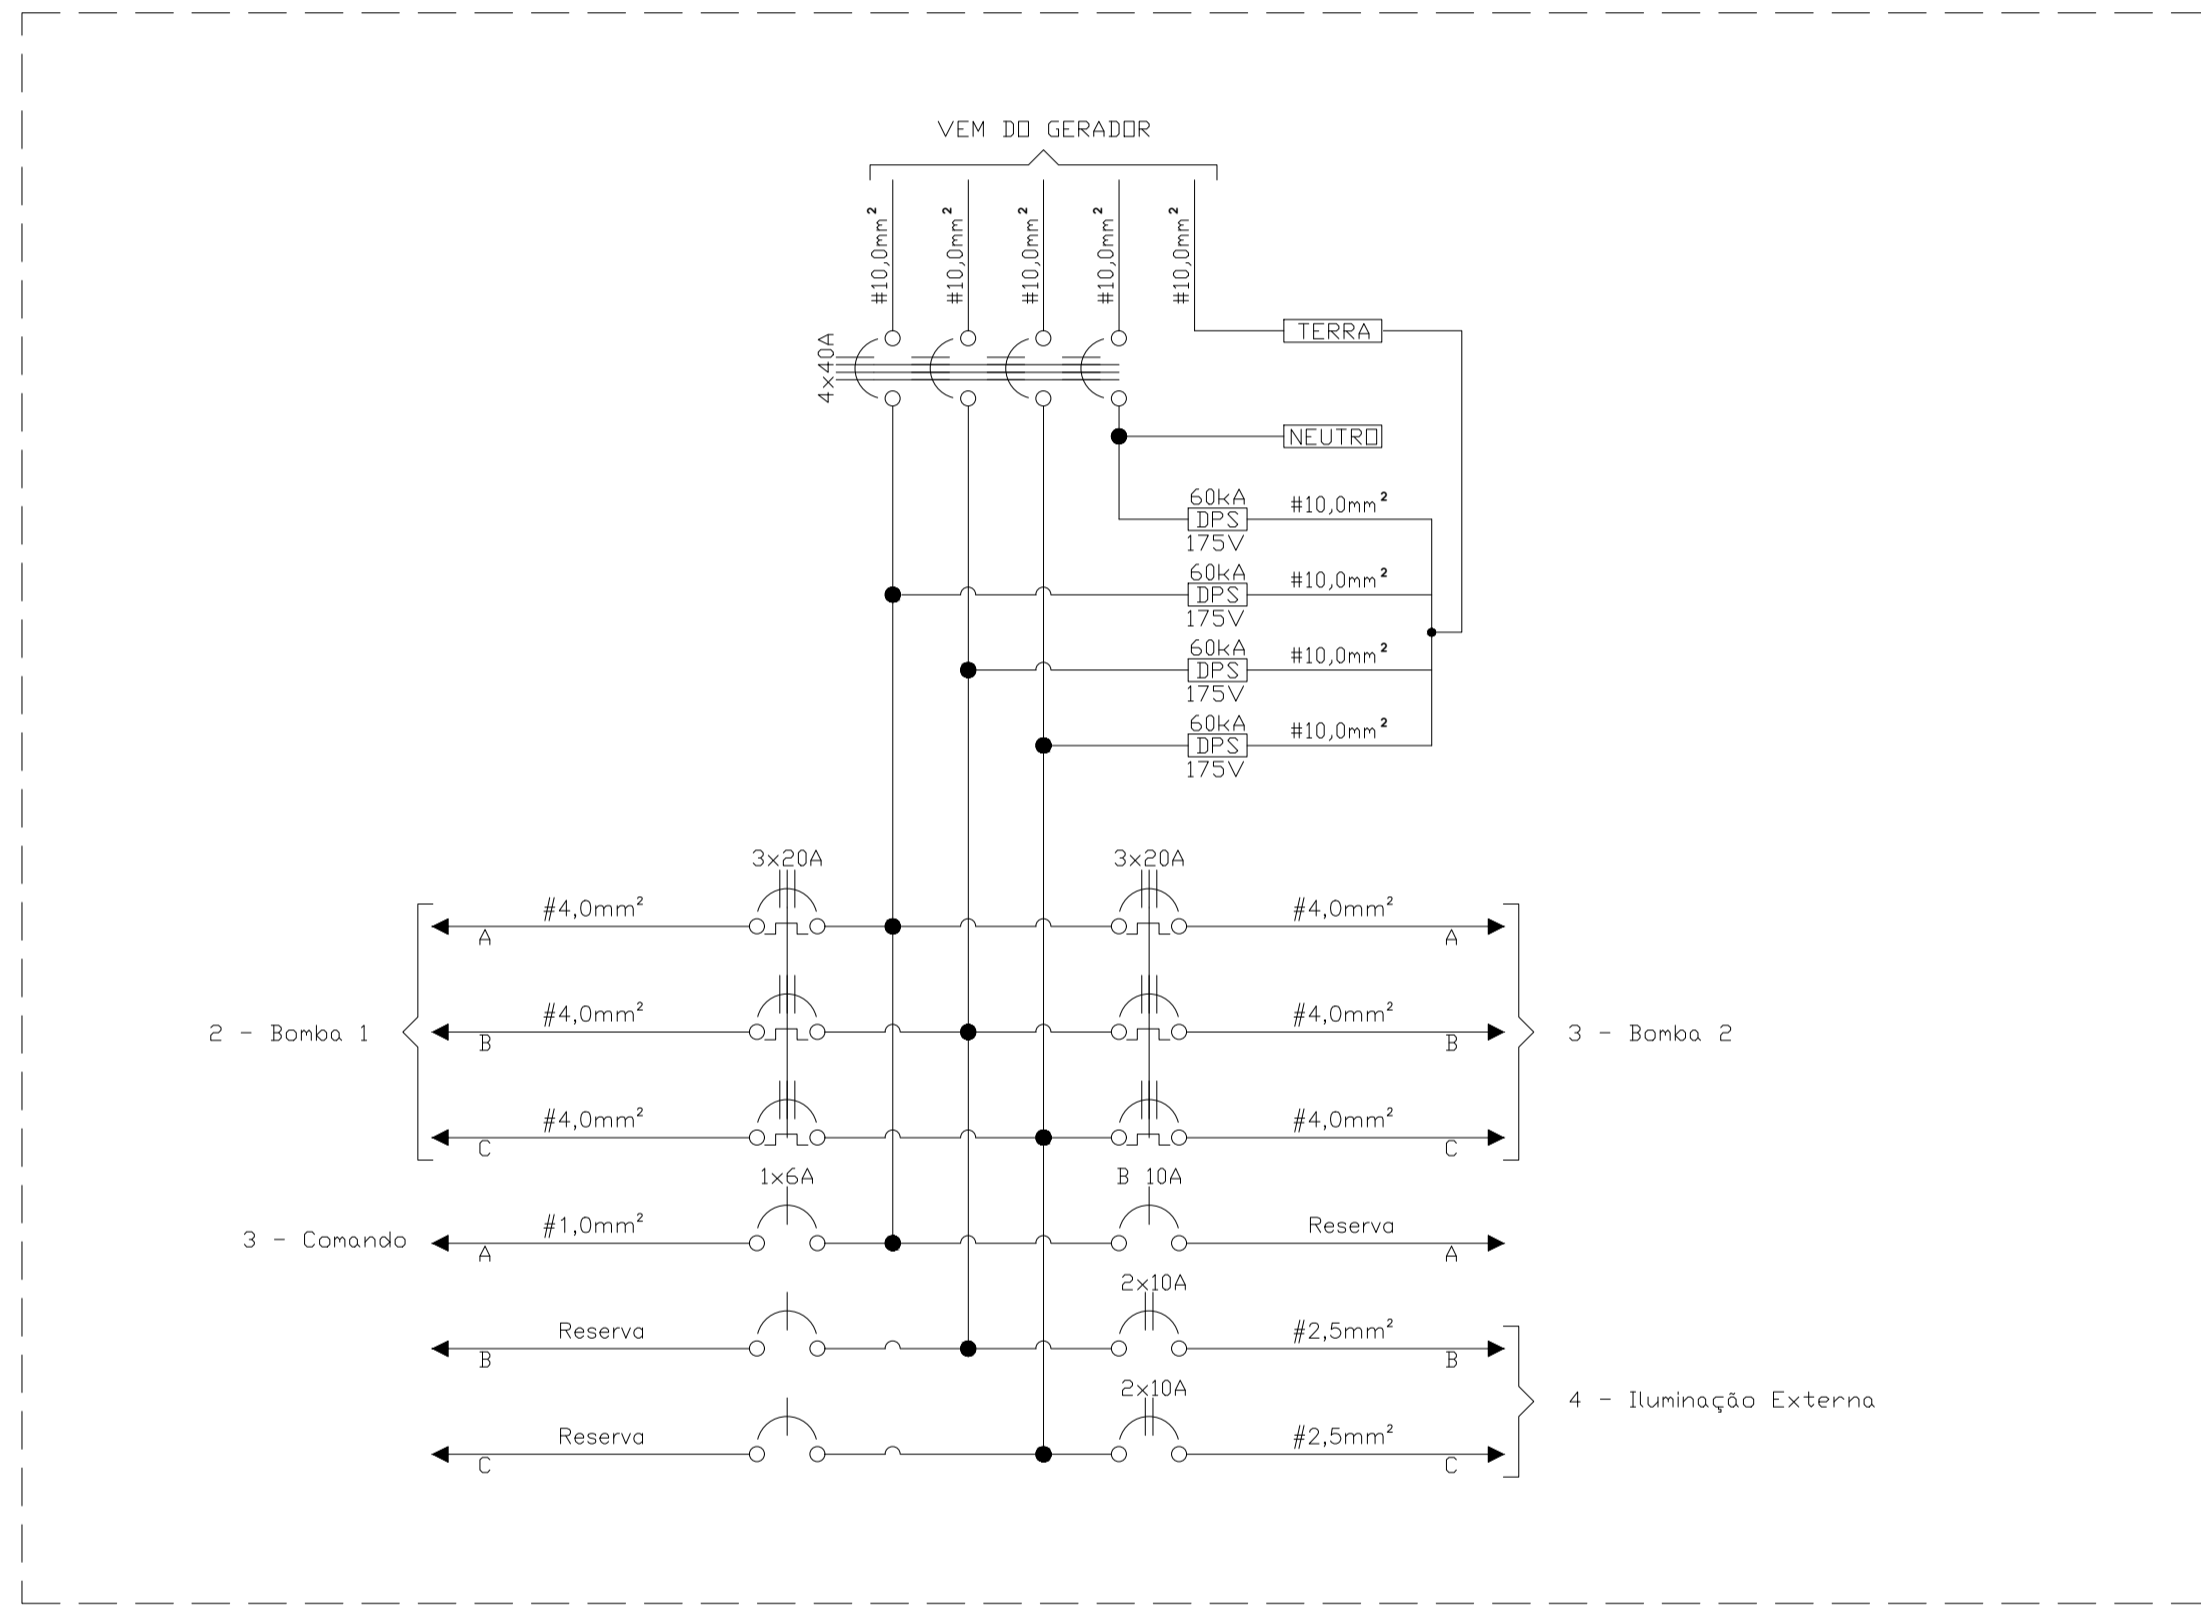 VEM DO GERADOR
#10,0mm²
#10,0mm²
#10,0mm²
#10,0mm²
#10,0mm²
4x40A
TERRA
NEUTRO
60kA
#10,0mm²
DPS
175V
60kA
#10,0mm²
DPS
175V
60kA
#10,0mm²
DPS
175V
60kA
#10,0mm²
DPS
175V
3x20A
3x20A
#4,0mm²
#4,0mm²
A
A
#4,0mm²
#4,0mm²
2 - Bomba 1
3 - Bomba 2
B
B
#4,0mm²
#4,0mm²
C
C
1x6A
B 10A
#1,0mm²
Reserva
3 - Comando
A
A
2x10A
Reserva
#2,5mm²
B
B
2x10A
4 - Iluminação Externa
Reserva
#2,5mm²
C
C